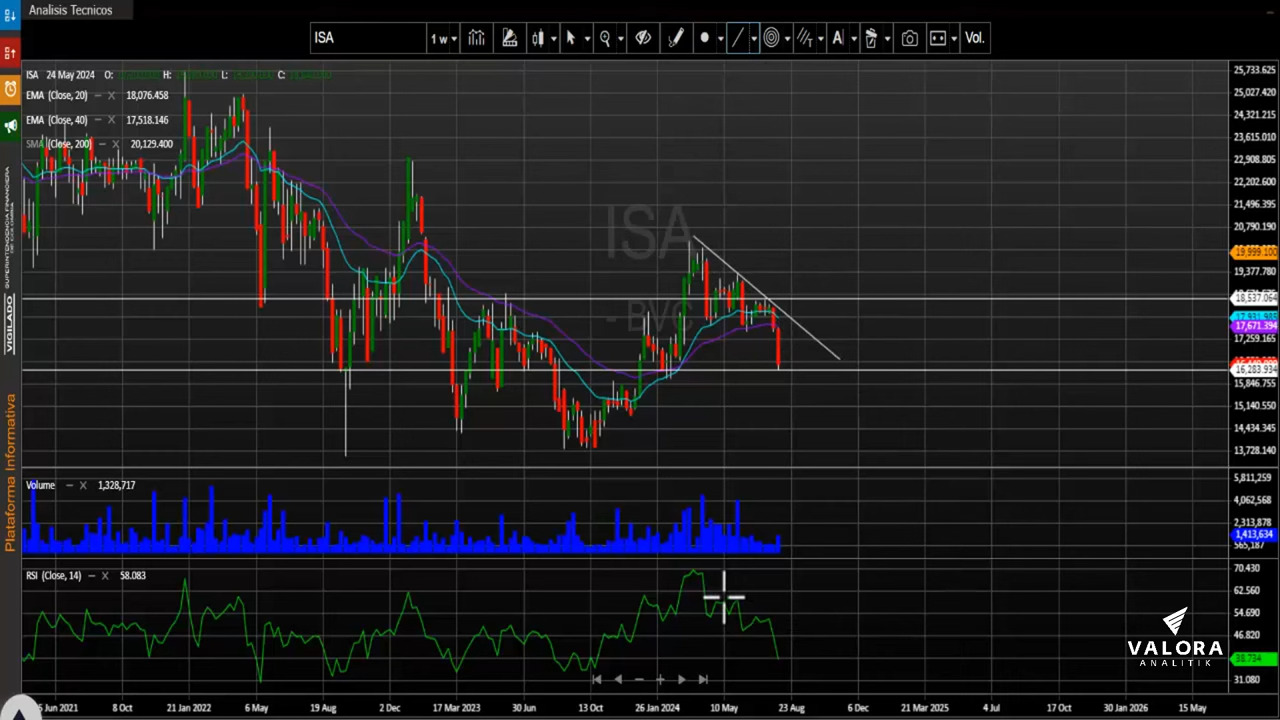 Analisis Tecnicos
ISA
1 w
Vol.
ISA 24 May 2024 O: H: L: C:
EMA (Close, 20) 18,076.458
EMA (Close, 40) 17,518.146
SMA (Close, 200) 20,129.400
ISA
- BVC
25,733.625
25,027.420
24,321.215
23,615.010
22,908.805
22,202.600
21,496.395
20,790.190
19,999.100
19,377.780
18,537.064
17,671.394
17,259.165
16,283.934
15,846.755
15,140.550
14,434.345
13,728.140
Volume 1,328,717
5,811,259
4,062,568
2,313,878
1,413,634
565,187
RSI (Close, 14) 58.083
70.430
62.560
54.690
46.820
38.734
31.080
8 Oct
21 Jan 2022
6 May
19 Aug
2 Dec
17 Mar 2023
30 Jun
13 Oct
26 Jan 2024
10 May
23 Aug
6 Dec
21 Mar 2025
4 Jul
17 Oct
30 Jan 2026
15 May
VIGILADO
SUPERINTENDENCIA FINANCIERA
DE COLOMBIA
Plataforma Informativa
VALORA
ANALITIK